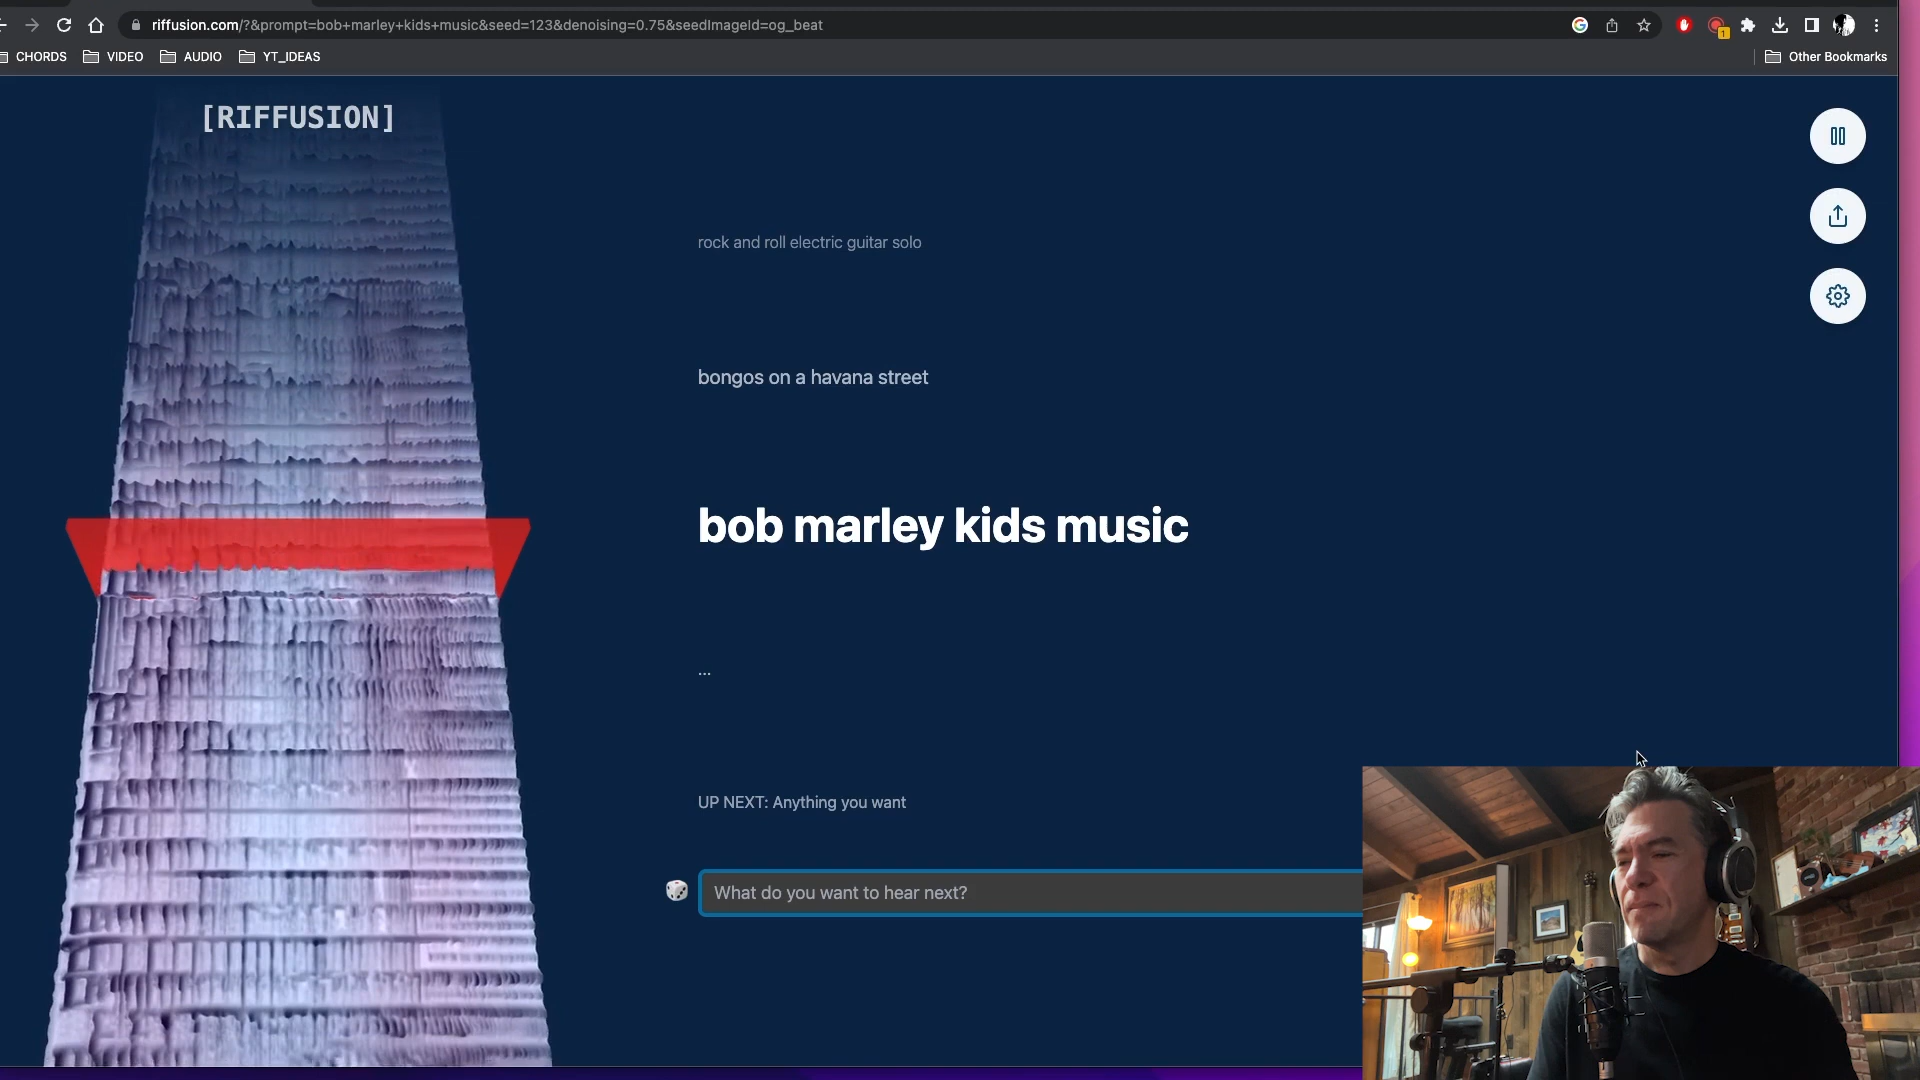 riffusion.com/?&prompt=bob+marley+kids+music&seed=123&denoising=0.75&seedImageId=og_beat
1
CHORDS
VIDEO
AUDIO
YT_IDEAS
Other Bookmarks
[RIFFUSION]
rock and roll electric guitar solo
bongos on a havana street
bob marley kids music
...
UP NEXT: Anything you want
What do you want to hear next?